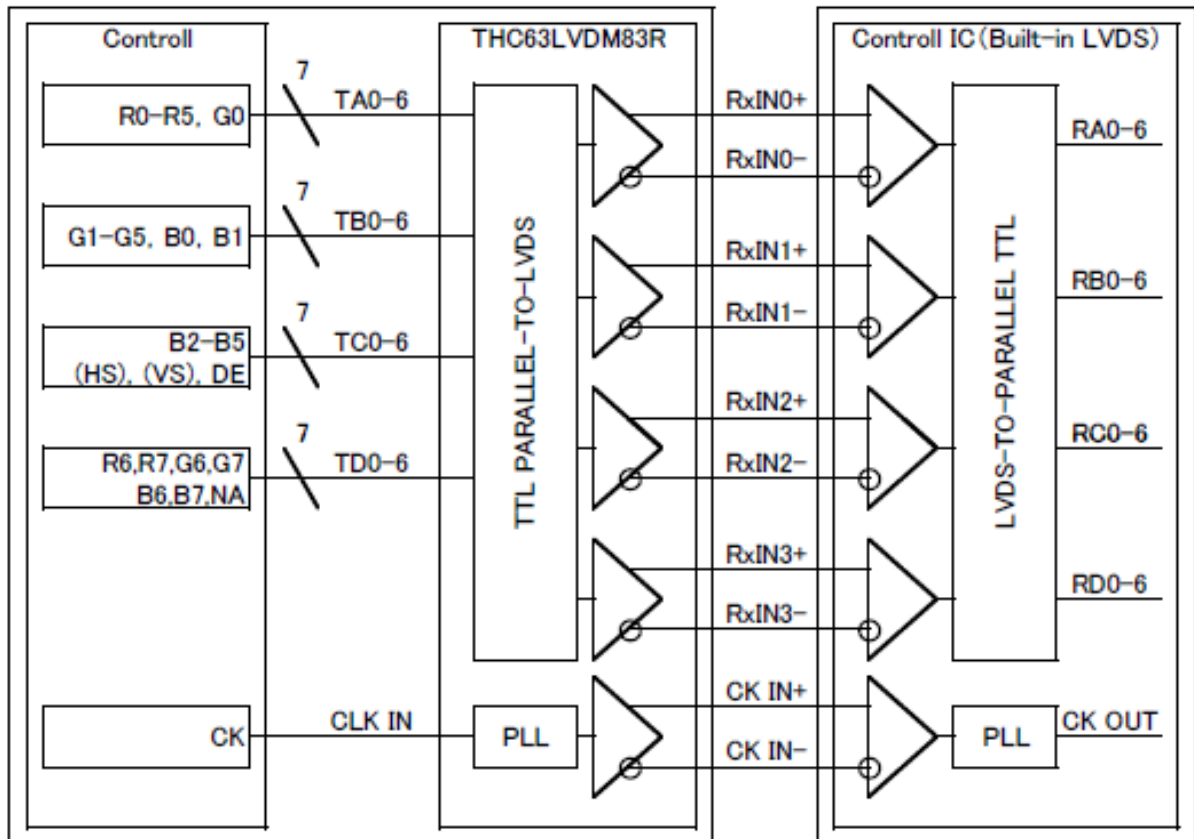 Controll
THC63LVDM83R
Controll IC(Built-in LVDS)
R0-R5, G0
7
TA0-6
G1-G5, B0, B1
7
TB0-6
B2-B5
(HS), (VS), DE
7
TC0-6
R6,R7,G6,G7
B6,B7,NA
7
TD0-6
CK
CLK IN
TTL PARALLEL-TO-LVDS
PLL
RxIN0+
RxIN0-
RxIN1+
RxIN1-
RxIN2+
RxIN2-
RxIN3+
RxIN3-
CK IN+
CK IN-
LVDS-TO-PARALLEL TTL
PLL
RA0-6
RB0-6
RC0-6
RD0-6
CK OUT